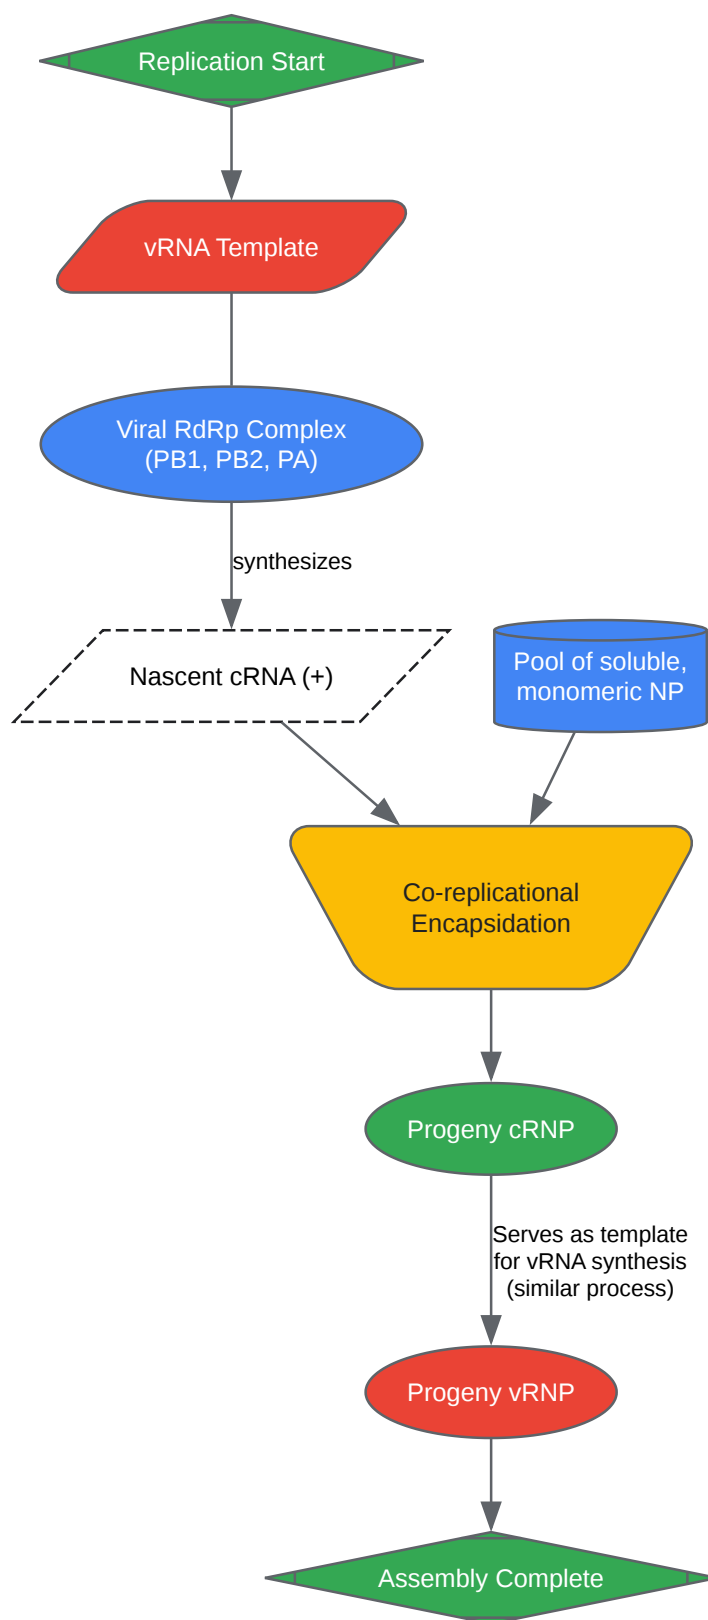 Replication Start
vRNA Template
Viral RdRp Complex
(PB1, PB2, PA)
synthesizes
Nascent cRNA (+)
Pool of soluble,
monomeric NP
Co-replicational
Encapsidation
Progeny cRNP
Serves as template
for vRNA synthesis
(similar process)
Progeny vRNP
Assembly Complete